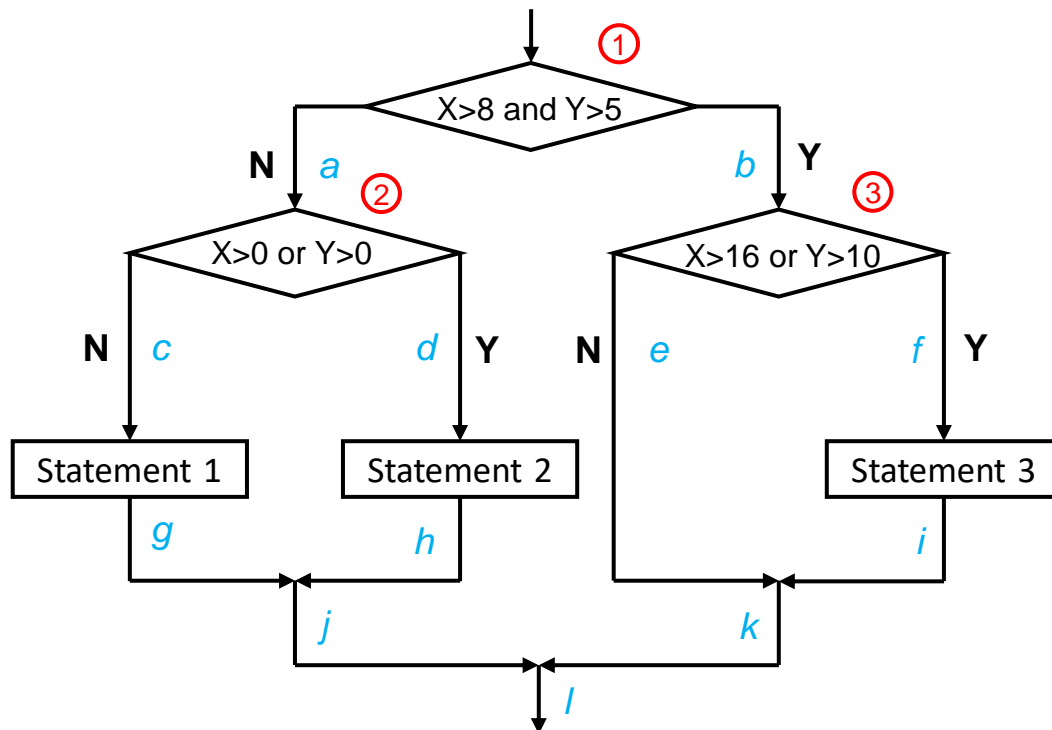 1
X>8 and Y>5
N a b Y
2 3
X>0 or Y>0 X>16 or Y>10
N c d Y N e f Y
Statement 1 Statement 2 Statement 3
g h i
j k
l